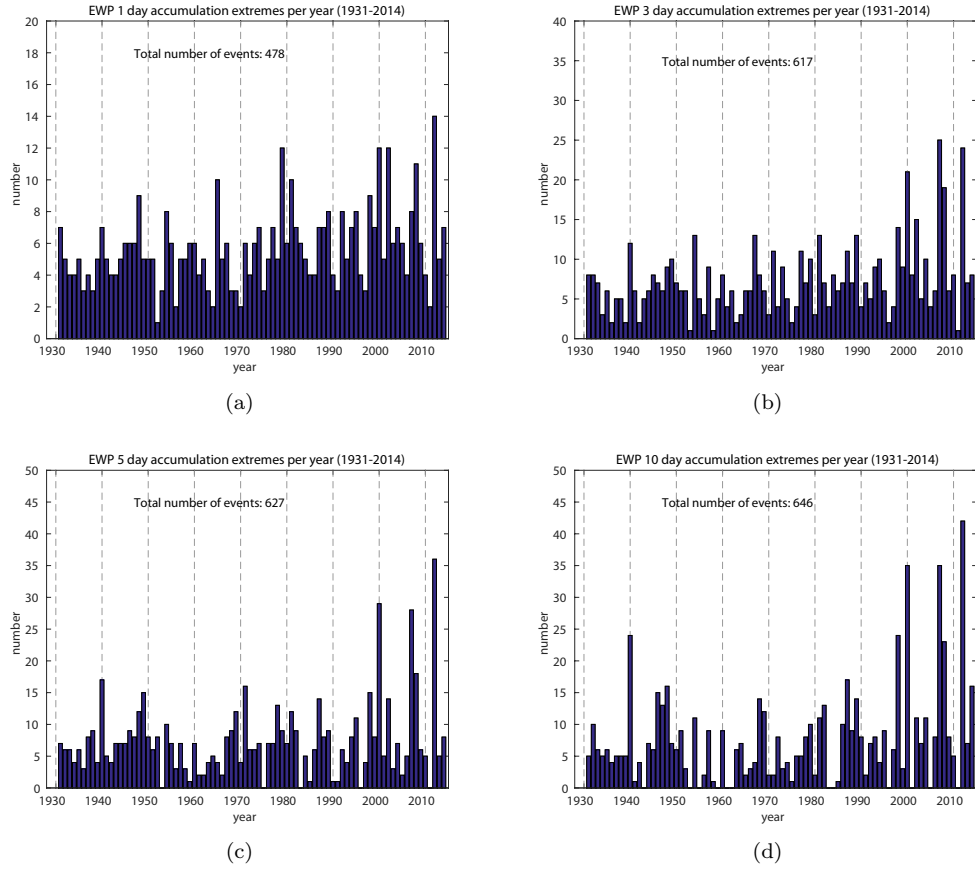 EWP 1 day accumulation extremes per year (1931-2014)
20
18
16
14
12
10
8
6
4
2
0
number
Total number of events: 478
1930 1940 1950 1960 1970 1980 1990 2000 2010
year
(a)
EWP 3 day accumulation extremes per year (1931-2014)
40
35
30
25
20
15
10
5
0
number
Total number of events: 617
1930 1940 1950 1960 1970 1980 1990 2000 2010
year
(b)
EWP 5 day accumulation extremes per year (1931-2014)
50
45
40
35
30
25
20
15
10
5
0
number
Total number of events: 627
1930 1940 1950 1960 1970 1980 1990 2000 2010
year
(c)
EWP 10 day accumulation extremes per year (1931-2014)
50
45
40
35
30
25
20
15
10
5
0
number
Total number of events: 646
1930 1940 1950 1960 1970 1980 1990 2000 2010
year
(d)